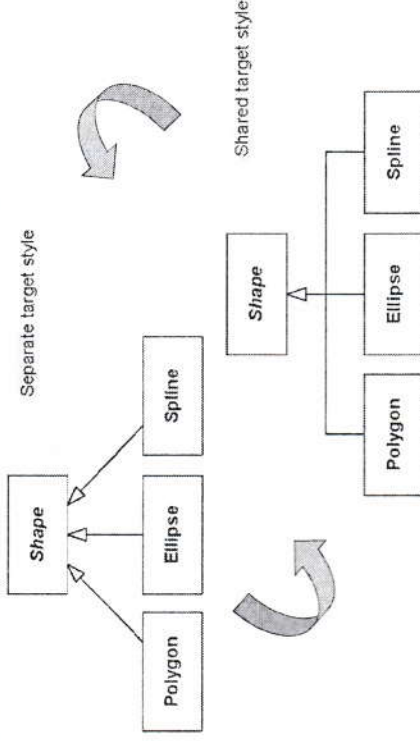 Separate target style
Shape
Polygon
Ellipse
Spline
Shared target style
Shape
Polygon
Ellipse
Spline